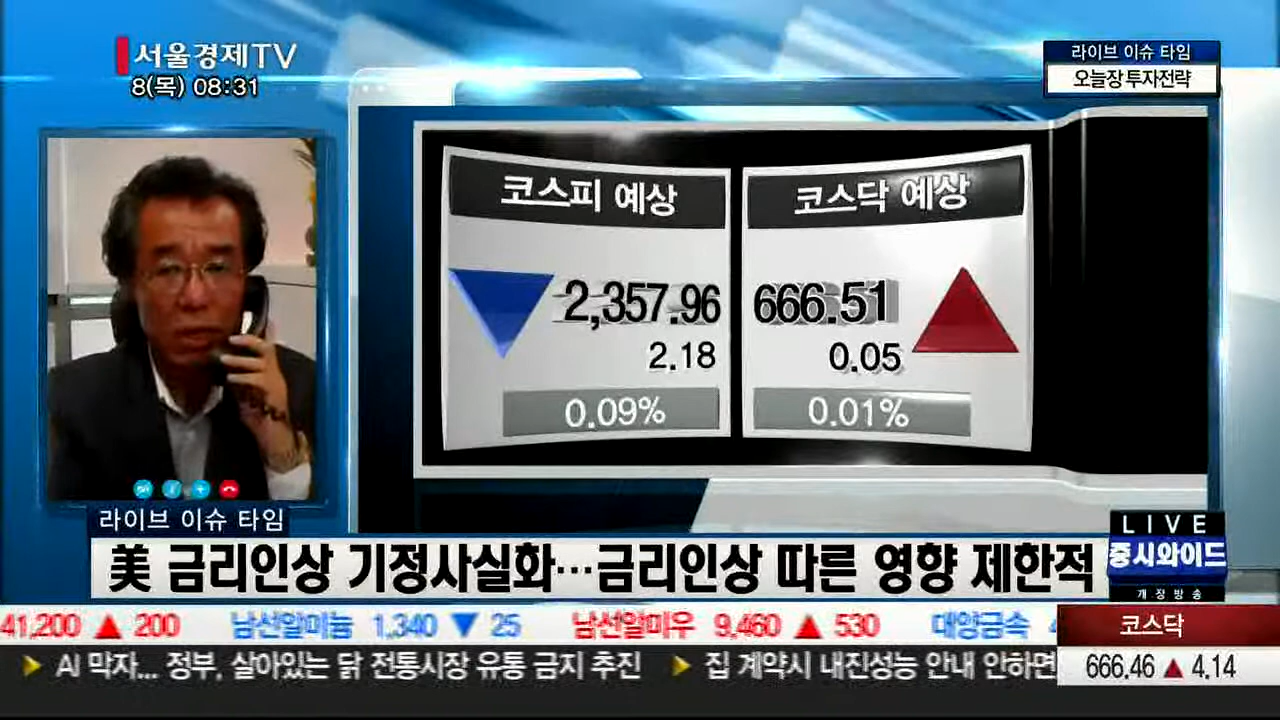 서울경제TV
8(목) 08:31
라이브 이슈 타임
오늘장 투자전략
코스피 예상
2,357.96
2.18
0.09%
코스닥 예상
666.51
0.05
0.01%
라이브 이슈 타임
美 금리인상 기정사실화…금리인상 따른 영향 제한적
LIVE
증시와이드
개장방송
41,200 ▲ 200 남선알미늄 1,340 ▼ 25 남선알미우 9,460 ▲ 530 대양금속
코스닥
AI 막자... 정부, 살아있는 닭 전통시장 유통 금지 추진 집 계약시 내진성능 안내 안하면
666.46 ▲ 4.14